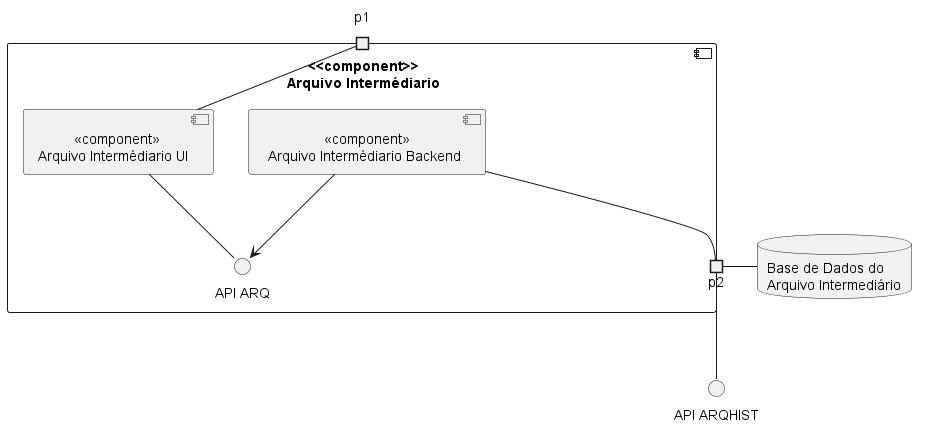 p1
<<component>>
Arquivo Intermédiario
«component»
Arquivo Intermédiario UI
«component»
Arquivo Intermédiario Backend
API ARQ
p2
Base de Dados do
Arquivo Intermediário
API ARQHIST